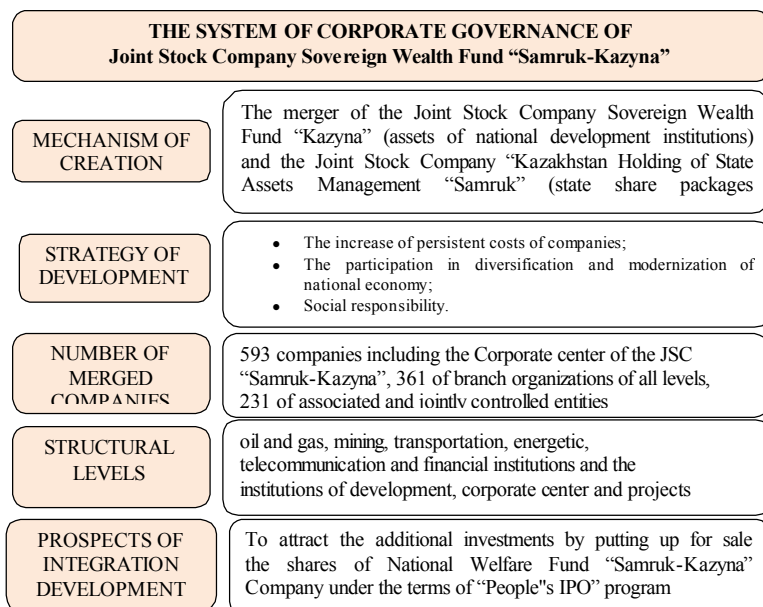 THE SYSTEM OF CORPORATE GOVERNANCE OF
Joint Stock Company Sovereign Wealth Fund “Samruk-Kazyna”
MECHANISM OF
CREATION
The merger of the Joint Stock Company Sovereign Wealth
Fund “Kazyna” (assets of national development institutions)
and the Joint Stock Company “Kazakhstan Holding of State
Assets Management “Samruk” (state share packages
STRATEGY OF
DEVELOPMENT
• The increase of persistent costs of companies;
• The participation in diversification and modernization of
national economy;
• Social responsibility.
NUMBER OF
MERGED
COMPANIES
593 companies including the Corporate center of the JSC
“Samruk-Kazyna”, 361 of branch organizations of all levels,
231 of associated and jointly controlled entities
STRUCTURAL
LEVELS
oil and gas, mining, transportation, energetic,
telecommunication and financial institutions and the
institutions of development, corporate center and projects
PROSPECTS OF
INTEGRATION
DEVELOPMENT
To attract the additional investments by putting up for sale
the shares of National Welfare Fund “Samruk-Kazyna”
Company under the terms of “People"s IPO” program